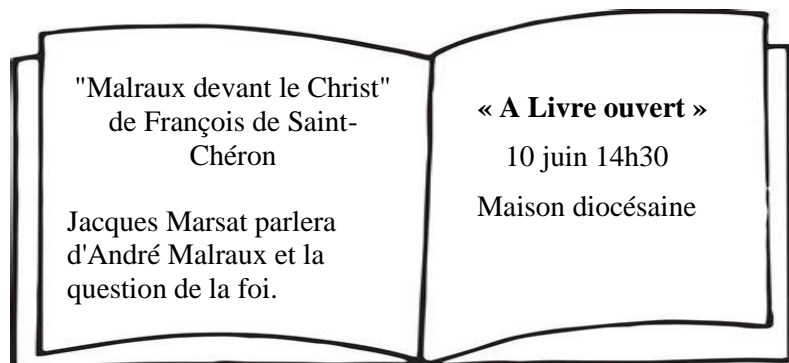 "Malraux devant le Christ"
de François de Saint-
Chéron
Jacques Marsat parlera
d'André Malraux et la
question de la foi.
« A Livre ouvert »
10 juin 14h30
Maison diocésaine